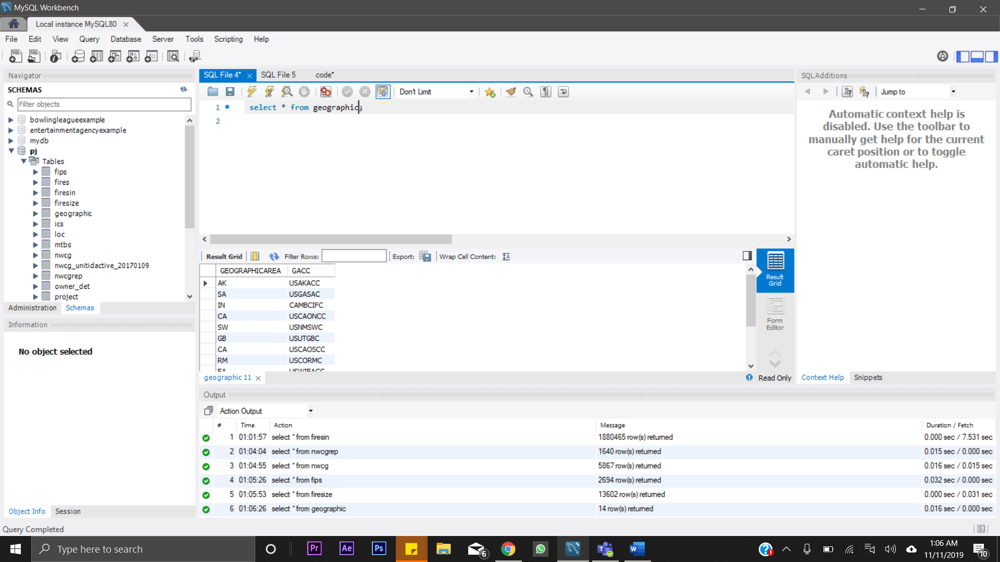 MySQL Workbench
Local instance MySQL80
File Edit View Query Database Server Tools Scripting Help
Navigator
SCHEMAS
Filter objects
bowlingleagueexample
entertainmentagencyexample
mydb
pj
Tables
fips
fires
firesin
firesize
geographic
ics
loc
mtbs
nwcg
nwcg_unitidactive_20170109
nwcgrep
owner_det
project
Administration Schemas
Information
No object selected
Object Info Session
SQL File 4* SQL File 5 code*
Don't Limit
1 select * from geographic;
2
Result Grid Filter Rows: Export: Wrap Cell Content:
GEOGRAPHICAREA GACC
AK USAKACC
SA USGASAC
IN CAMBCIFC
CA USCAONCC
SW USNMSWC
GB USUTGBC
CA USCAOSCC
RM USCORMC
EA USWIEACC
Result
Grid
Form
Editor
geographic 11
Read Only
SQLAdditions
Jump to
Automatic context help is
disabled. Use the toolbar to
manually get help for the current
caret position or to toggle
automatic help.
Context Help Snippets
Output
Action Output
# Time Action Message Duration / Fetch
1 01:01:57 select * from firesin 1880465 row(s) returned 0.000 sec / 7.531 sec
2 01:04:04 select * from nwcgrep 1640 row(s) returned 0.015 sec / 0.000 sec
3 01:04:55 select * from nwcg 5867 row(s) returned 0.016 sec / 0.015 sec
4 01:05:26 select * from fips 2694 row(s) returned 0.032 sec / 0.000 sec
5 01:05:53 select * from firesize 13602 row(s) returned 0.000 sec / 0.031 sec
6 01:06:26 select * from geographic 14 row(s) returned 0.016 sec / 0.000 sec
Query Completed
Type here to search
Pr Ae Ps
6
1:06 AM
11/11/2019
10